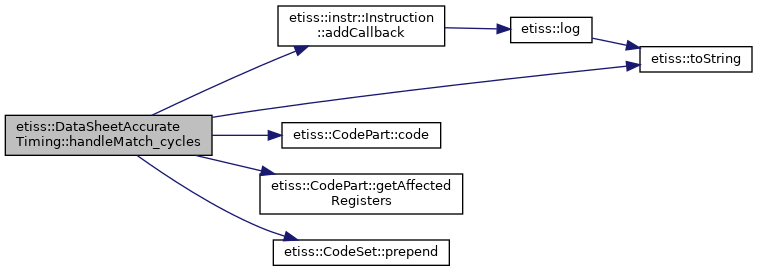 etiss::instr::Instruction
::addCallback
etiss::log
etiss::toString
etiss::DataSheetAccurate
Timing::handleMatch_cycles
etiss::CodePart::code
etiss::CodePart::getAffected
Registers
etiss::CodeSet::prepend